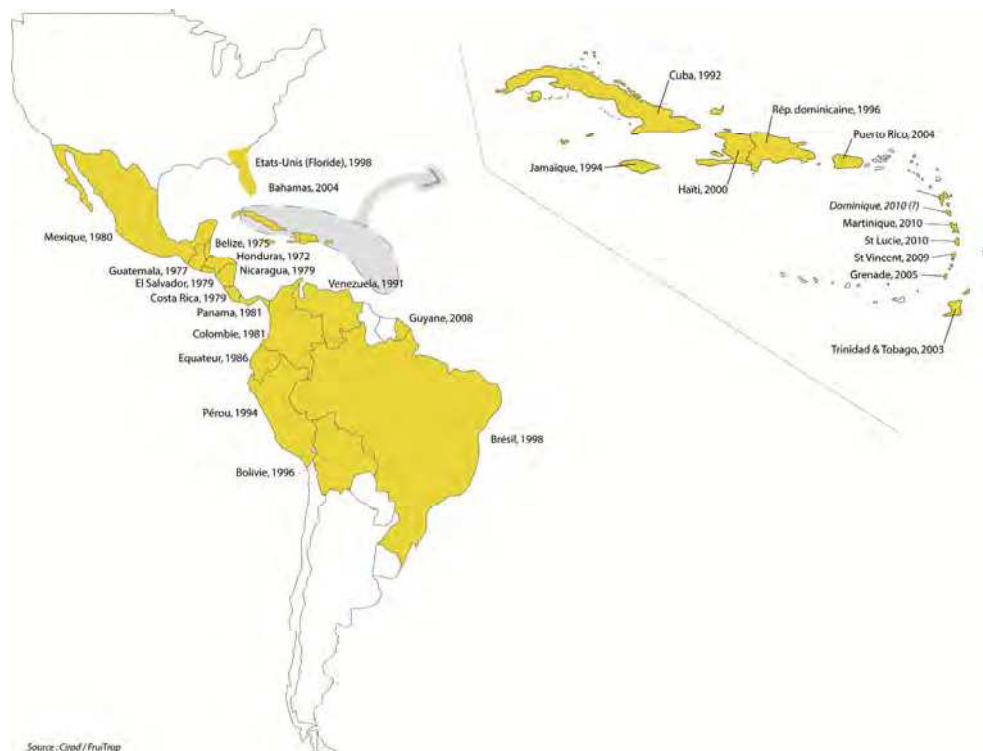 Etats-Unis (Floride), 1998
Bahamas, 2004
Mexique, 1980
Belize, 1975
Honduras, 1972
Guatemala, 1977
Nicaragua, 1979
El Salvador, 1979
Venezuela, 1991
Costa Rica, 1979
Panama, 1981
Guyane, 2008
Colombie, 1981
Equateur, 1986
Pérou, 1994
Brésil, 1998
Bolivie, 1996
Cuba, 1992
Rép. dominicaine, 1996
Puerto Rico, 2004
Jamaïque, 1994
Haïti, 2000
Dominique, 2010 (?)
Martinique, 2010
St Lucie, 2010
St Vincent, 2009
Grenade, 2005
Trinidad & Tobago, 2003
Source : Cirad / FruiTrop